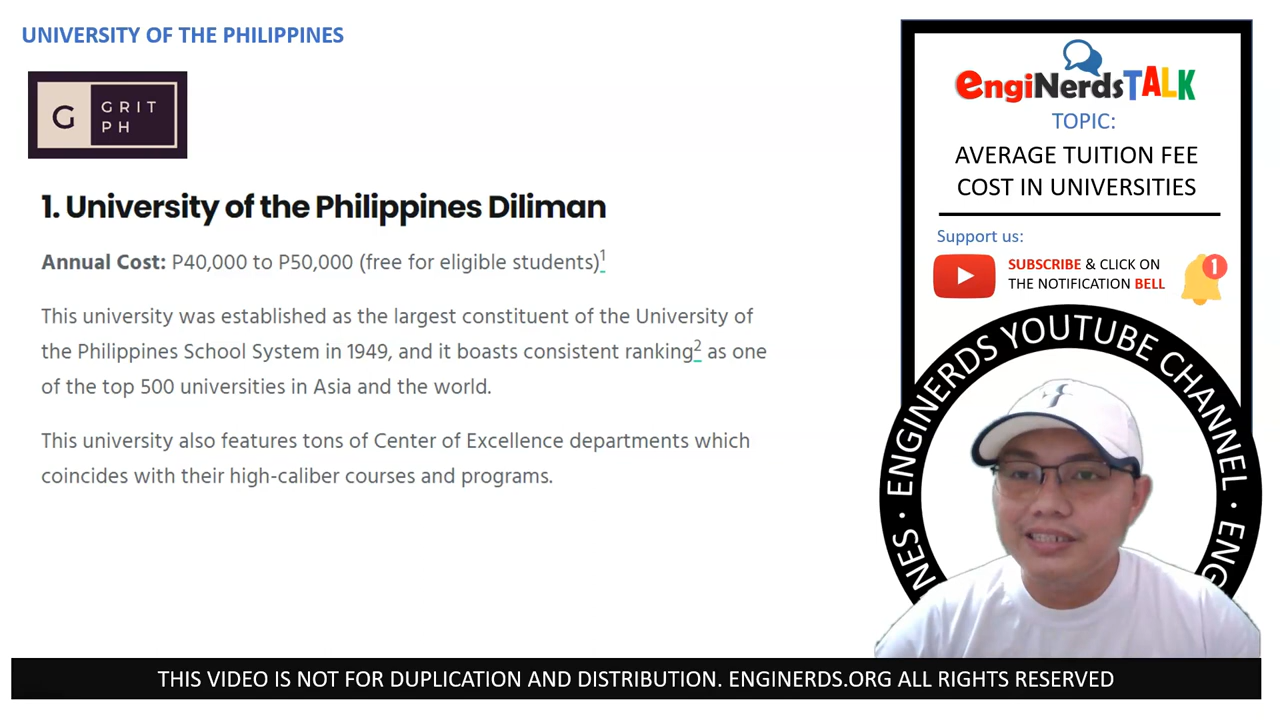 UNIVERSITY OF THE PHILIPPINES
G
GRIT
PH
1. University of the Philippines Diliman
Annual Cost: P40,000 to P50,000 (free for eligible students)1
This university was established as the largest constituent of the University of
the Philippines School System in 1949, and it boasts consistent ranking2 as one
of the top 500 universities in Asia and the world.
This university also features tons of Center of Excellence departments which
coincides with their high-caliber courses and programs.
engiNerdsTALK
TOPIC:
AVERAGE TUITION FEE
COST IN UNIVERSITIES
Support us:
SUBSCRIBE & CLICK ON
THE NOTIFICATION BELL
1
NES · ENGINERDS YOUTUBE CHANNEL · ENG
THIS VIDEO IS NOT FOR DUPLICATION AND DISTRIBUTION. ENGINERDS.ORG ALL RIGHTS RESERVED